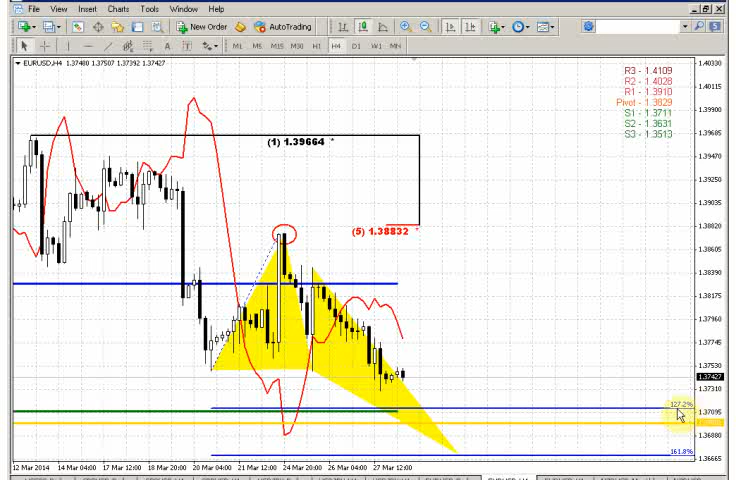 File View Insert Charts Tools Window Help
New Order AutoTrading
M1 M5 M15 M30 H1 H4 D1 W1 MN
EURUSD,H4 1.37480 1.37507 1.37392 1.37427
R3 - 1.4109
R2 - 1.4028
R1 - 1.3910
Pivot - 1.3829
S1 - 1.3711
S2 - 1.3631
S3 - 1.3513
(1) 1.39664 *
(5) 1.38832 *
127.2%
161.8%
1.40330
1.40115
1.39900
1.39685
1.39470
1.39255
1.39035
1.38820
1.38605
1.38390
1.38175
1.37960
1.37745
1.37530
1.37427
1.37095
1.36880
1.36665
12 Mar 2014 14 Mar 04:00 17 Mar 12:00 18 Mar 20:00 20 Mar 04:00 21 Mar 12:00 24 Mar 20:00 26 Mar 04:00 27 Mar 12:00